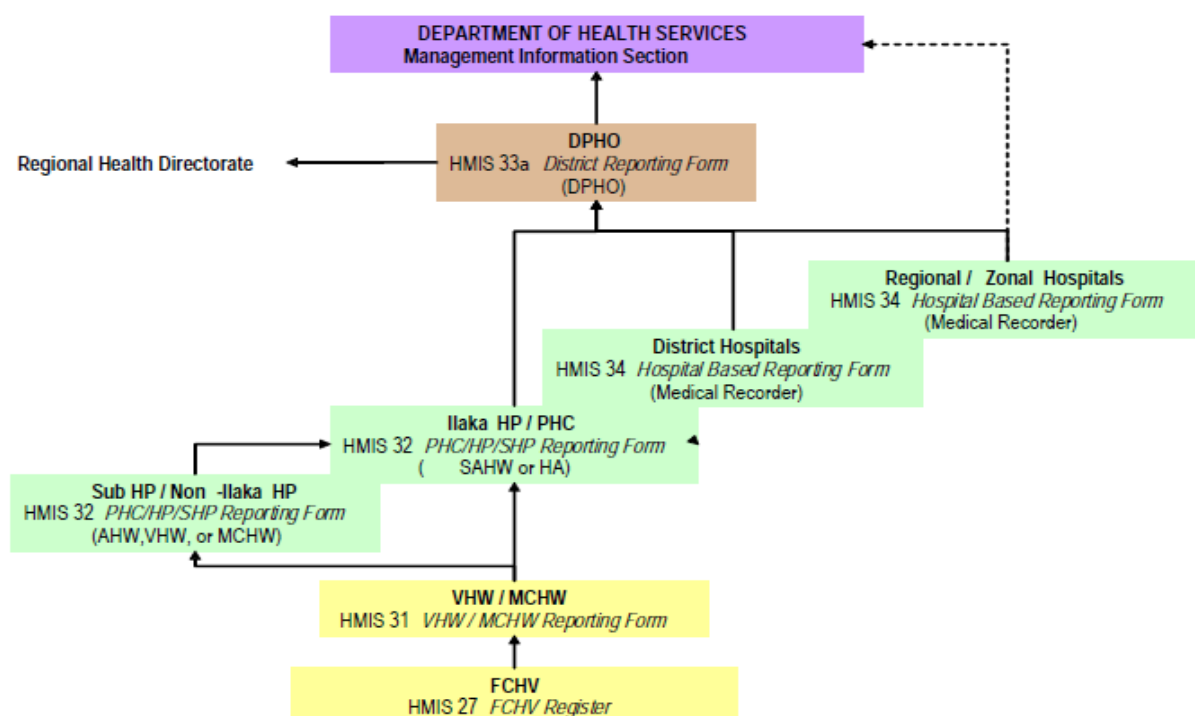 DEPARTMENT OF HEALTH SERVICES
Management Information Section
DPHO
HMIS 33a District Reporting Form
(DPHO)
Regional Health Directorate
Regional / Zonal Hospitals
HMIS 34 Hospital Based Reporting Form
(Medical Recorder)
District Hospitals
HMIS 34 Hospital Based Reporting Form
(Medical Recorder)
Ilaka HP / PHC
HMIS 32 PHC/HP/SHP Reporting Form
( SAHW or HA)
Sub HP / Non -Ilaka HP
HMIS 32 PHC/HP/SHP Reporting Form
(AHW,VHW, or MCHW)
VHW / MCHW
HMIS 31 VHW / MCHW Reporting Form
FCHV
HMIS 27 FCHV Register